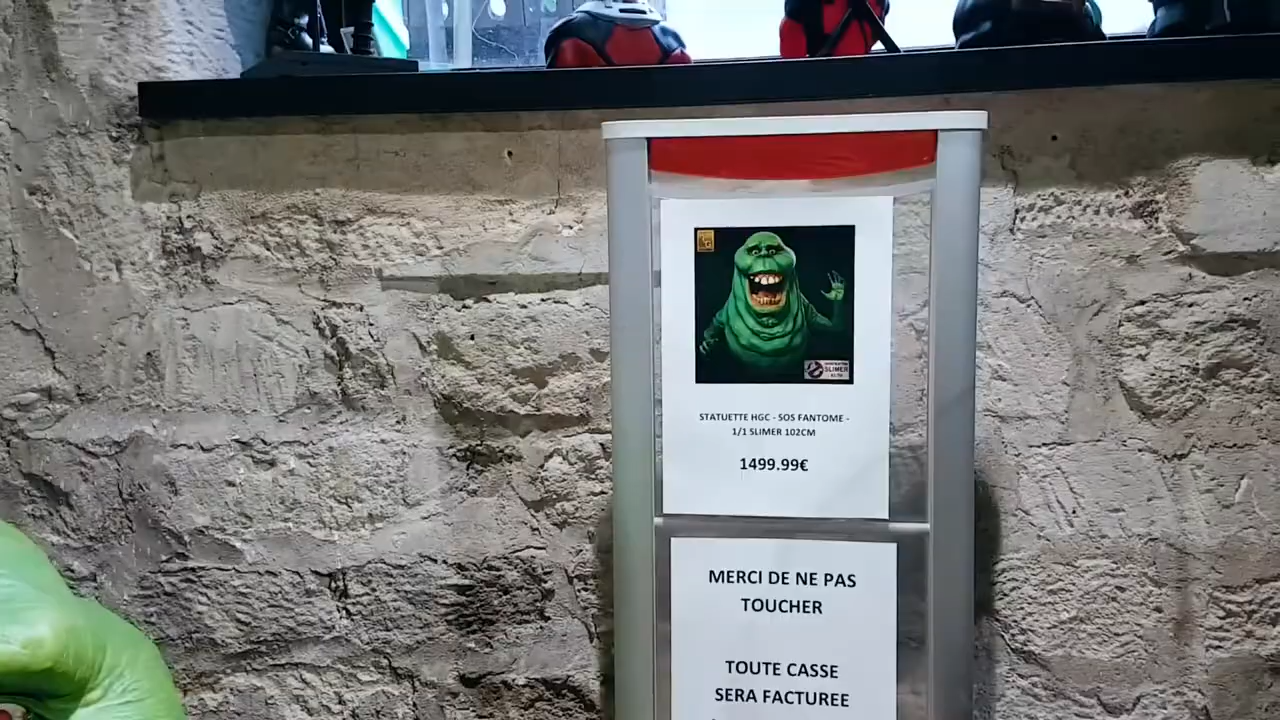 SLIMER
STATUETTE HGC - SOS FANTOME -
1/1 SLIMER 102CM
1499.99€
MERCI DE NE PAS
TOUCHER
TOUTE CASSE
SERA FACTUREE